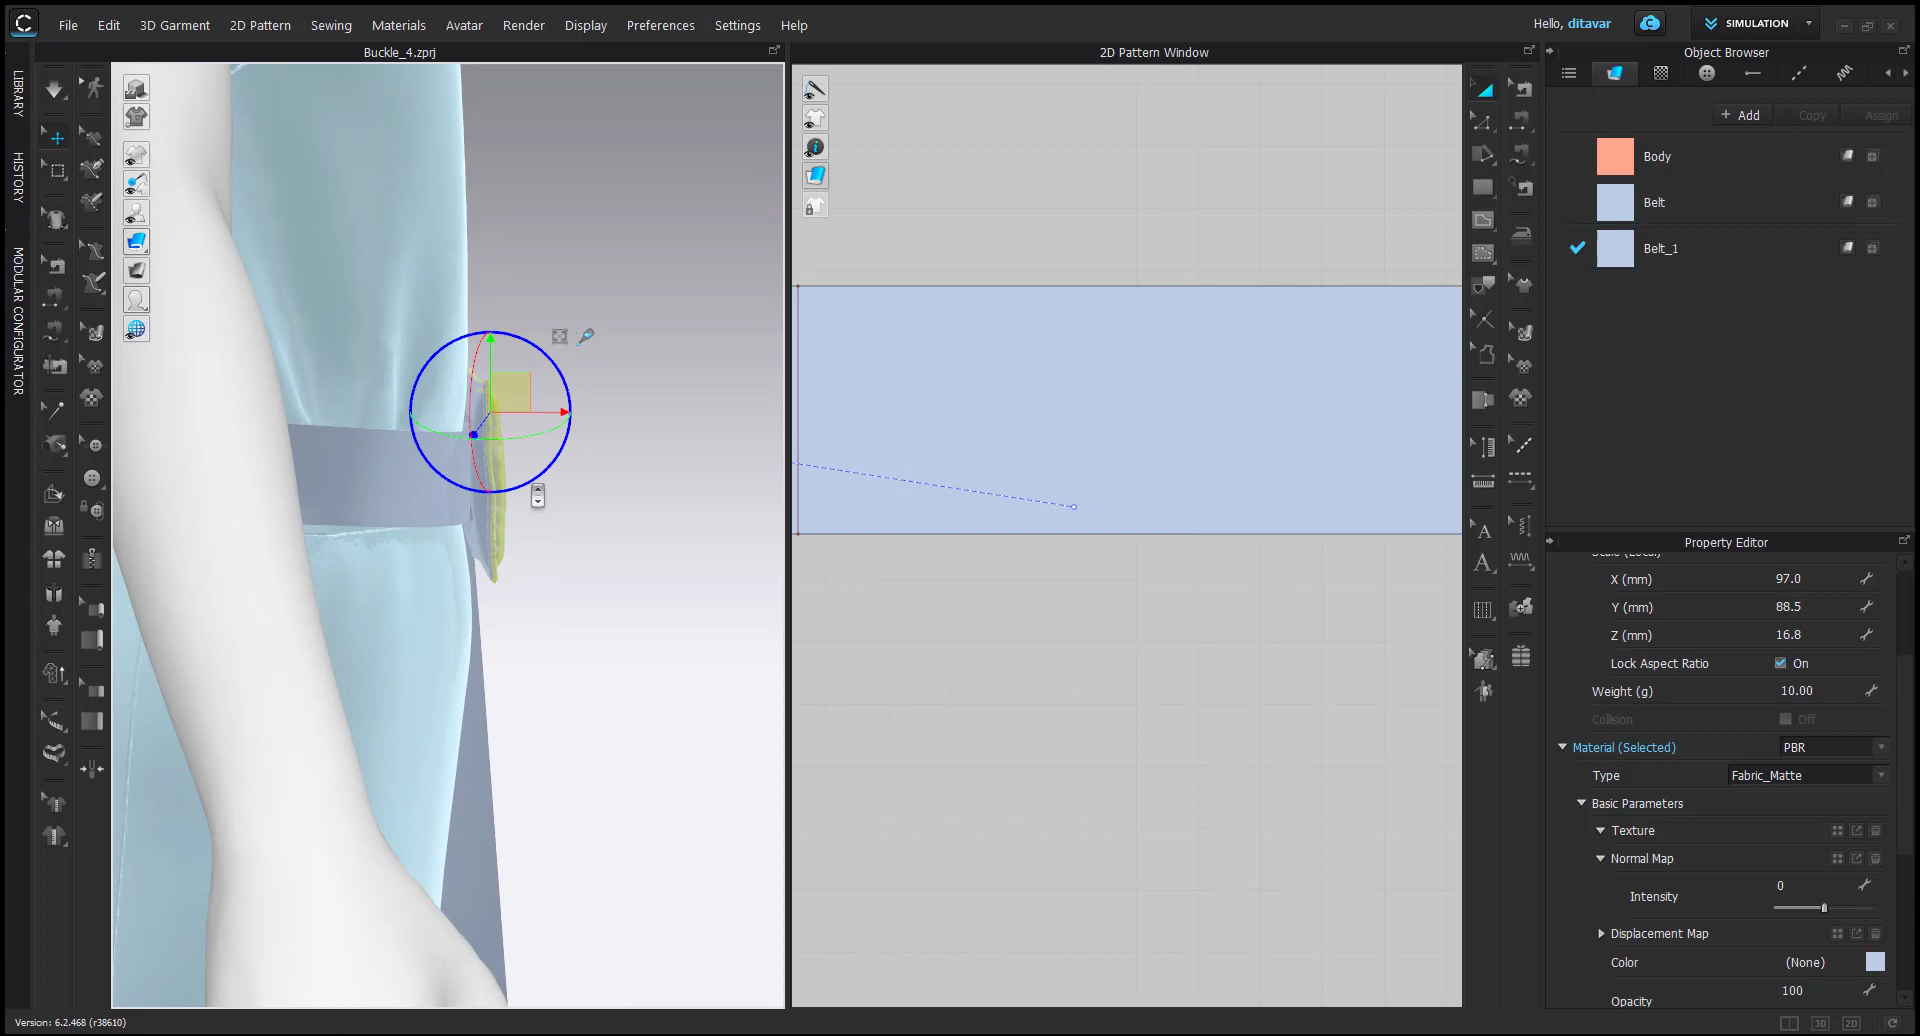 File Edit 3D Garment 2D Pattern Sewing Materials Avatar Render Display Preferences Settings Help
Hello, ditavar
SIMULATION
Buckle_4.zprj
2D Pattern Window
Object Browser
LIBRARY
HISTORY
MODULAR CONFIGURATOR
+ Add
Copy
Assign
Body
Belt
Belt_1
Property Editor
Scale (Local)
X (mm) 97.0
Y (mm) 88.5
Z (mm) 16.8
Lock Aspect Ratio On
Weight (g) 10.00
Collision Off
Material (Selected) PBR
Type Fabric_Matte
Basic Parameters
Texture
Normal Map
Intensity 0
Displacement Map
Color (None)
Opacity 100
Version: 6.2.468 (r38610)
3D 2D